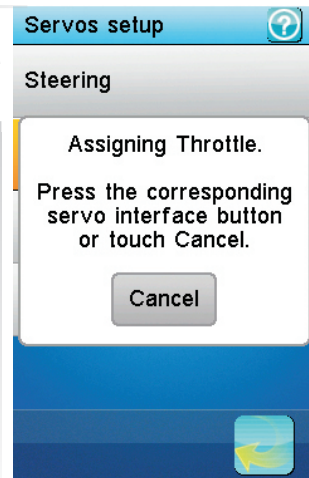 Servos setup
?
Steering
Assigning Throttle.
Press the corresponding
servo interface button
or touch Cancel.
Cancel